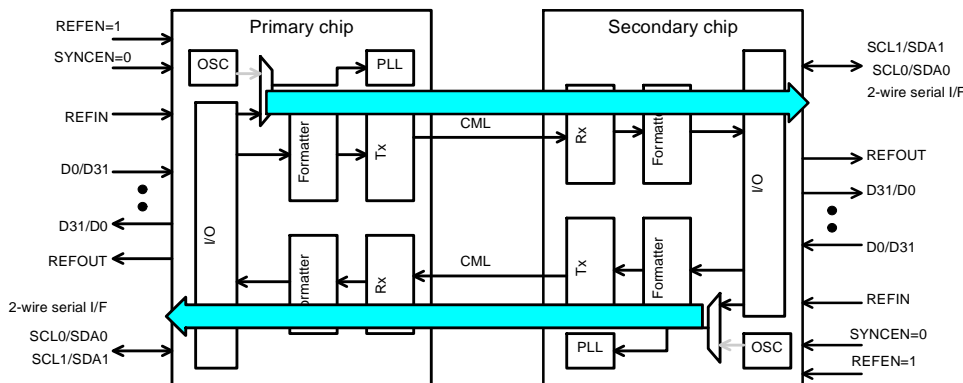 Primary chip
Secondary chip
REFEN=1
SYNCEN=0
REFIN
D0/D31
D31/D0
REFOUT
2-wire serial I/F
SCL0/SDA0
SCL1/SDA1
OSC
PLL
I/O
Formatter
Tx
CML
Formatter
Rx
CML
Rx
Formatter
I/O
Tx
Formatter
PLL
OSC
SCL1/SDA1
SCL0/SDA0
2-wire serial I/F
REFOUT
D31/D0
D0/D31
REFIN
SYNCEN=0
REFEN=1